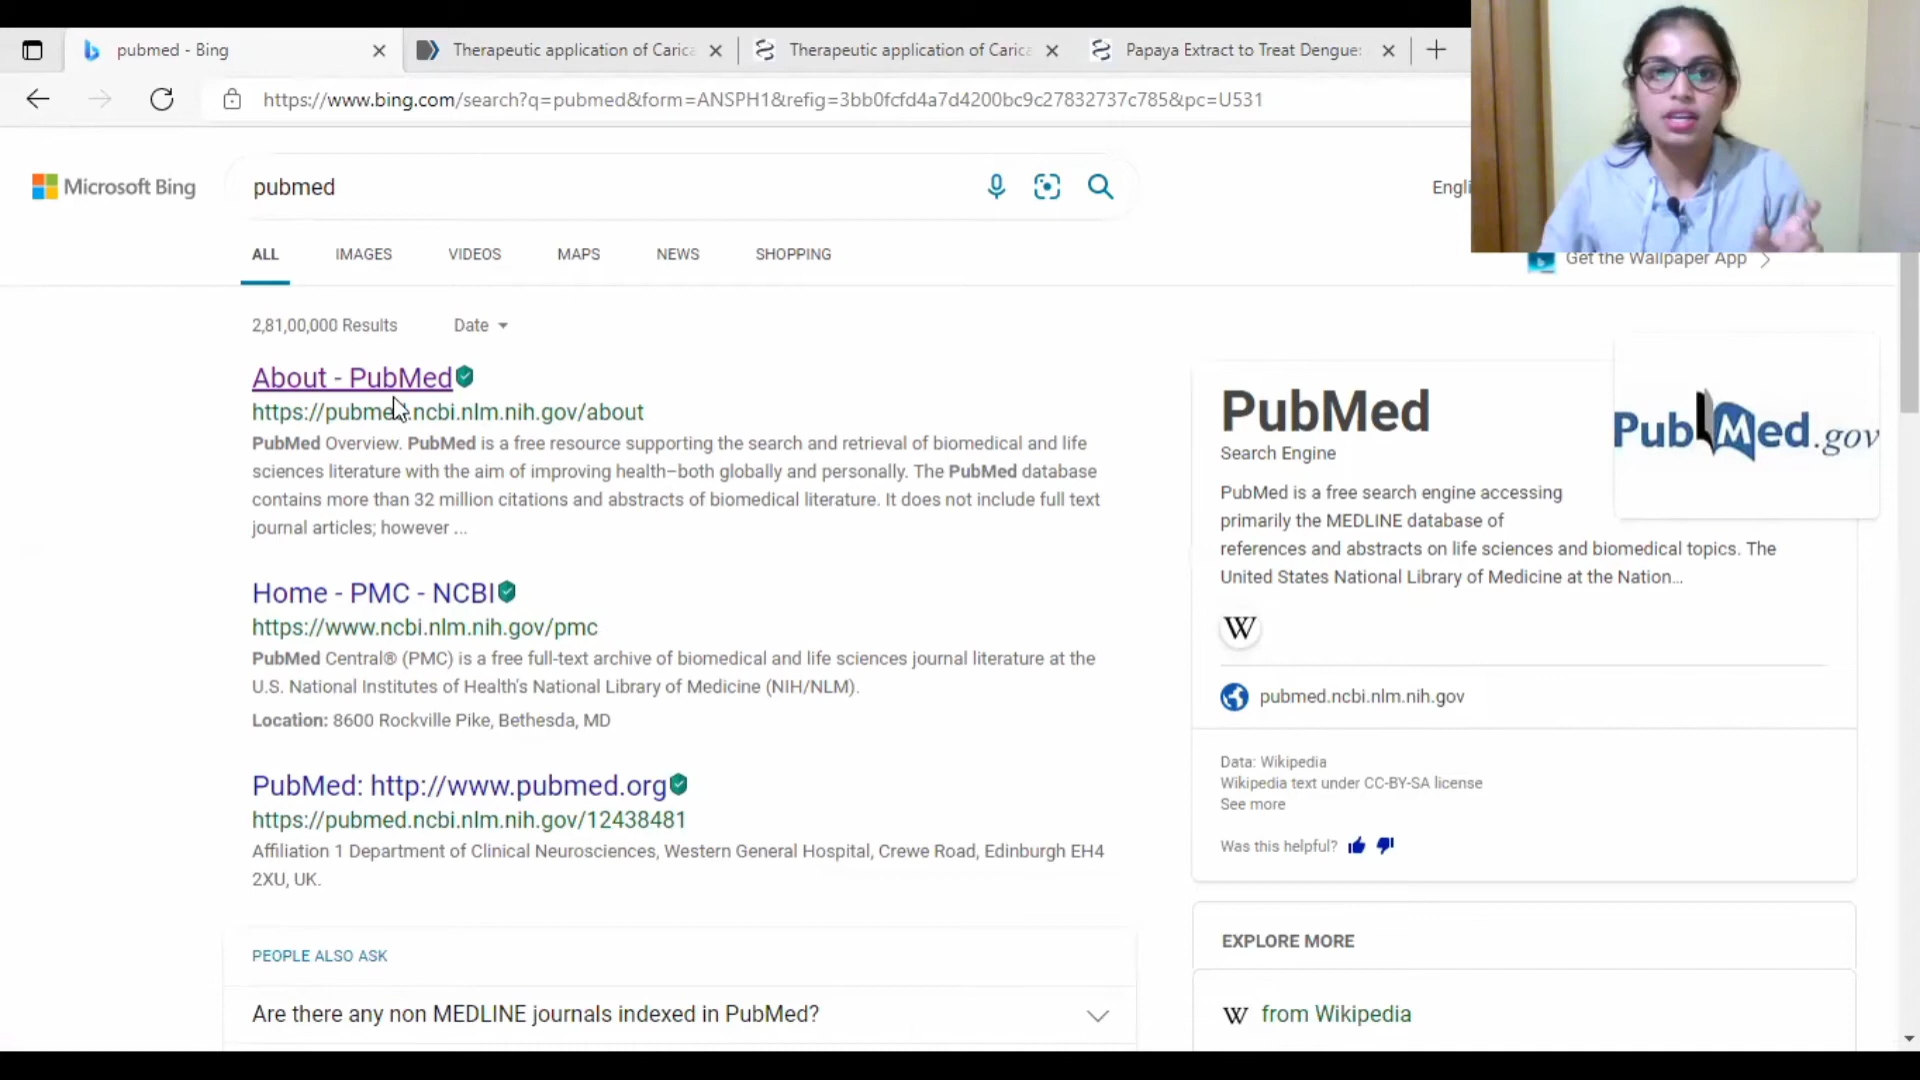 pubmed - Bing
Therapeutic application of Carica
Therapeutic application of Carica
Papaya Extract to Treat Dengue:
https://www.bing.com/search?q=pubmed&form=ANSPH1&refig=3bb0fcfd4a7d4200bc9c27832737c785&pc=U531
Microsoft Bing
pubmed
Engli
ALL IMAGES VIDEOS MAPS NEWS SHOPPING
Get the Wallpaper App
2,81,00,000 Results Date
About - PubMed
https://pubmed.ncbi.nlm.nih.gov/about
PubMed Overview. PubMed is a free resource supporting the search and retrieval of biomedical and life
sciences literature with the aim of improving health–both globally and personally. The PubMed database
contains more than 32 million citations and abstracts of biomedical literature. It does not include full text
journal articles; however ...
Home - PMC - NCBI
https://www.ncbi.nlm.nih.gov/pmc
PubMed Central® (PMC) is a free full-text archive of biomedical and life sciences journal literature at the
U.S. National Institutes of Health's National Library of Medicine (NIH/NLM).
Location: 8600 Rockville Pike, Bethesda, MD
PubMed: http://www.pubmed.org
https://pubmed.ncbi.nlm.nih.gov/12438481
Affiliation 1 Department of Clinical Neurosciences, Western General Hospital, Crewe Road, Edinburgh EH4
2XU, UK.
PEOPLE ALSO ASK
Are there any non MEDLINE journals indexed in PubMed?
PubMed
Search Engine
PubMed.gov
PubMed is a free search engine accessing
primarily the MEDLINE database of
references and abstracts on life sciences and biomedical topics. The
United States National Library of Medicine at the Nation...
W
pubmed.ncbi.nlm.nih.gov
Data: Wikipedia
Wikipedia text under CC-BY-SA license
See more
Was this helpful?
EXPLORE MORE
W from Wikipedia